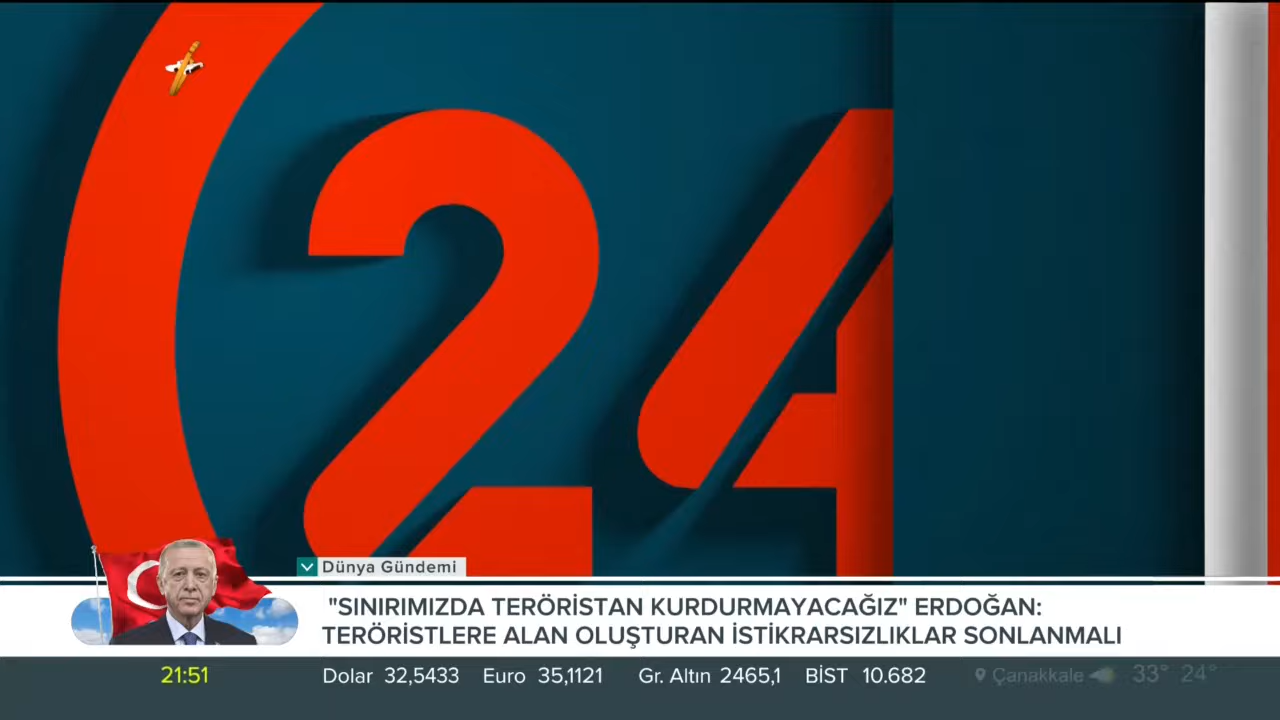 24
Dünya Gündemi
"SINIRIMIZDA TERÖRİSTAN KURDURMAYACAĞIZ" ERDOĞAN:
TERÖRİSTLERE ALAN OLUŞTURAN İSTİKRARSIZLIKLAR SONLANMALI
21:51 Dolar 32,5433 Euro 35,1121 Gr. Altın 2465,1 BİST 10.682 Çanakkale 33° 24°